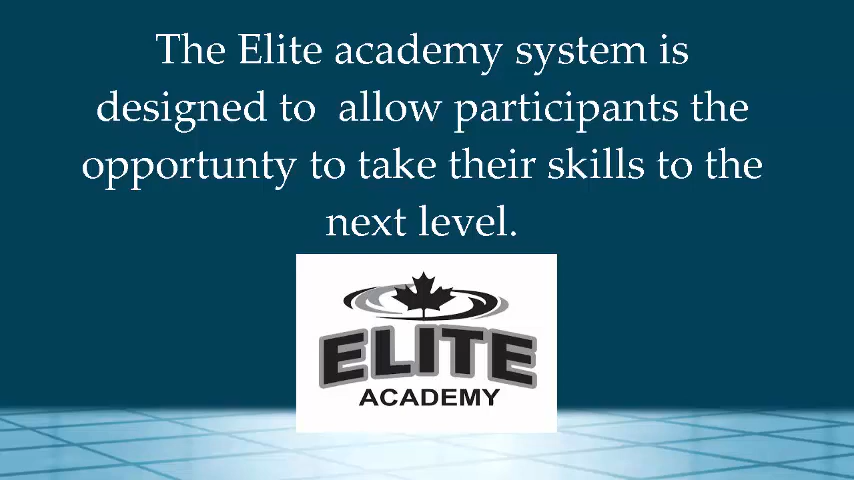 The Elite academy system is
designed to  allow participants the
opportunty to take their skills to the
next level.
ELITE
ACADEMY